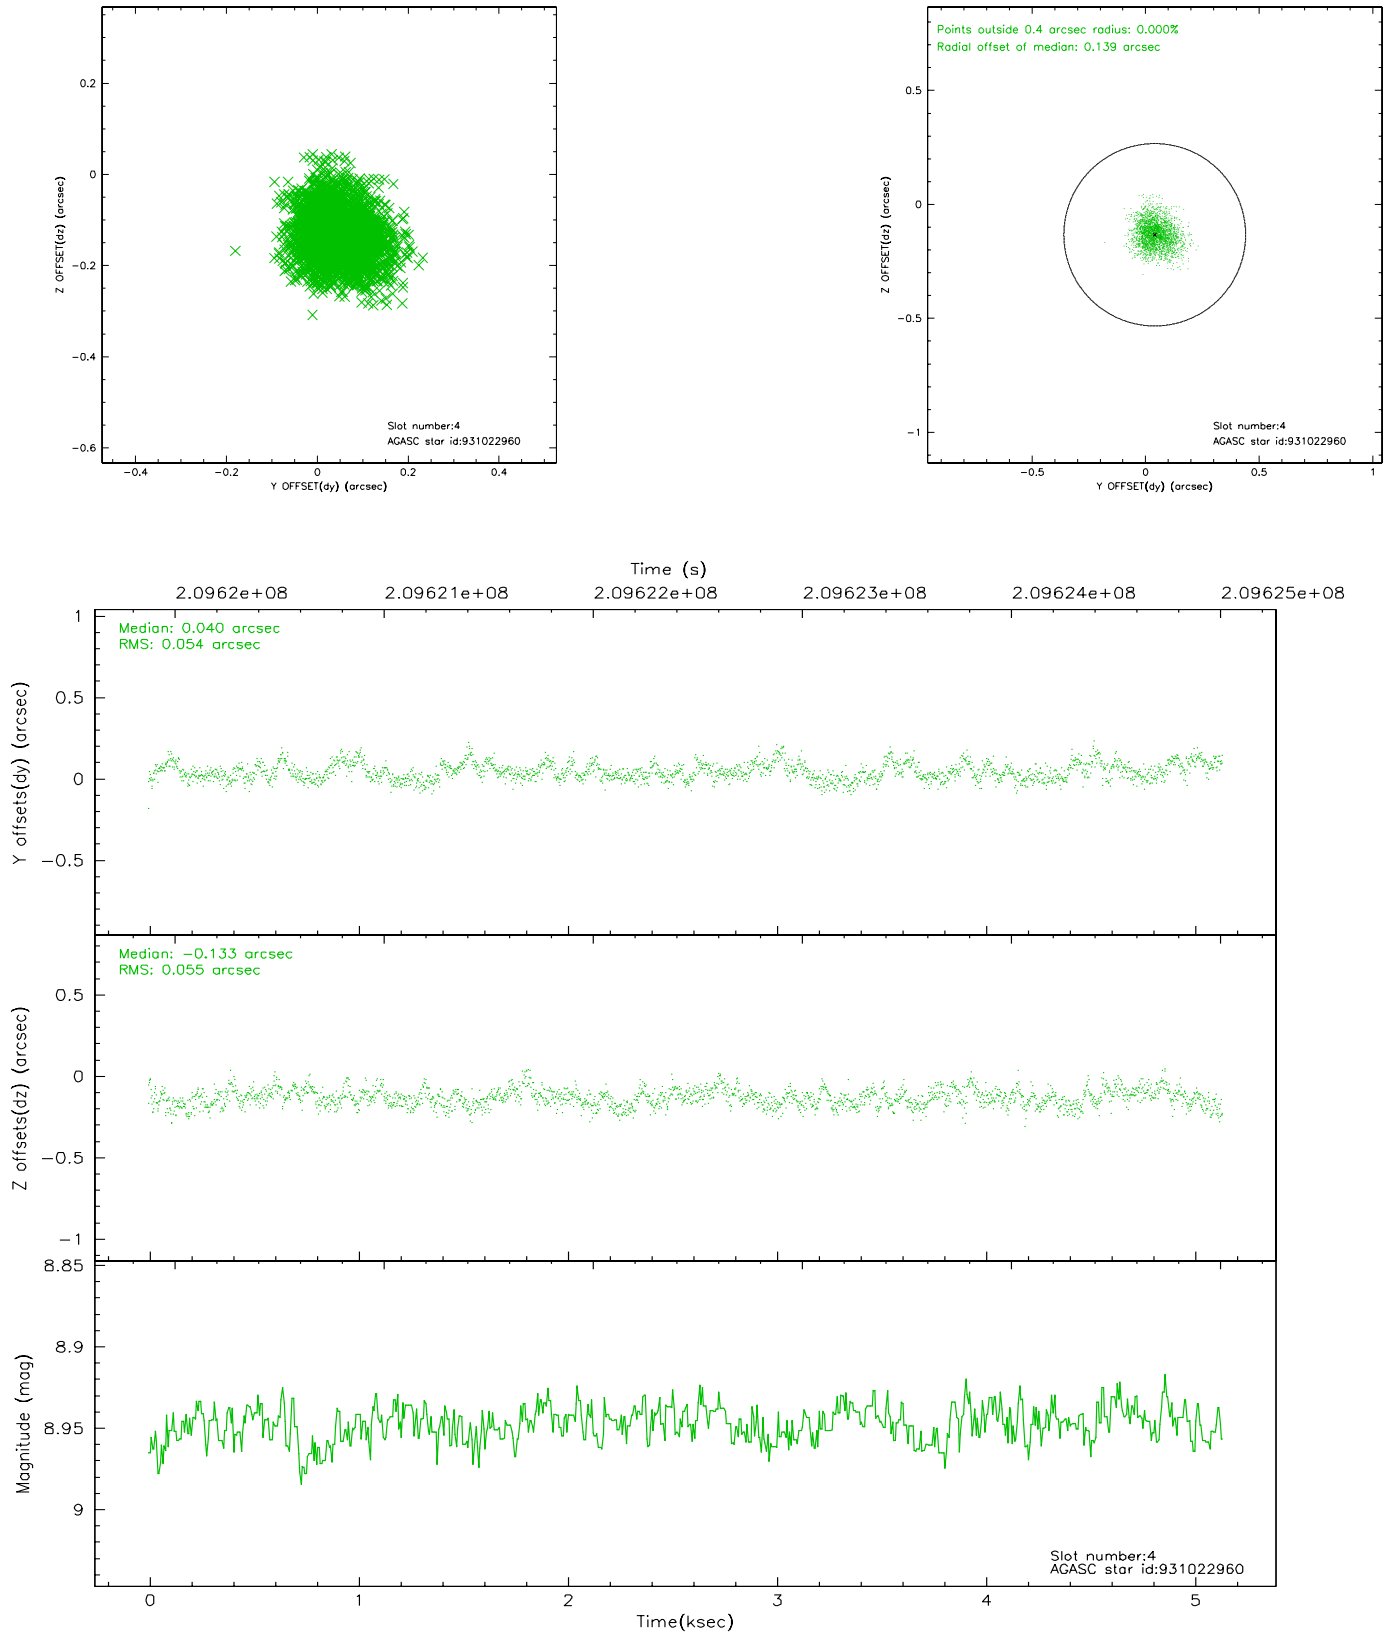 0.2
0
−0.2
−0.4
−0.6
Z OFFSET(dz) (arcsec)
Slot number:4
AGASC star id:931022960
−0.4 −0.2 0 0.2 0.4
Y OFFSET(dy) (arcsec)
Points outside 0.4 arcsec radius: 0.000%
Radial offset of median: 0.139 arcsec
0.5
0
−0.5
−1
Z OFFSET(dz) (arcsec)
Slot number:4
AGASC star id:931022960
−0.5 0 0.5 1
Y OFFSET(dy) (arcsec)
Time (s)
2.0962e+08 2.09621e+08 2.09622e+08 2.09623e+08 2.09624e+08 2.09625e+08
Median: 0.040 arcsec
RMS: 0.054 arcsec
1
0.5
0
−0.5
Y offsets(dy) (arcsec)
Median: −0.133 arcsec
RMS: 0.055 arcsec
0.5
0
−0.5
−1
Z offsets(dz) (arcsec)
8.85
8.9
8.95
9
Magnitude (mag)
Slot number:4
AGASC star id:931022960
0 1 2 3 4 5
Time(ksec)